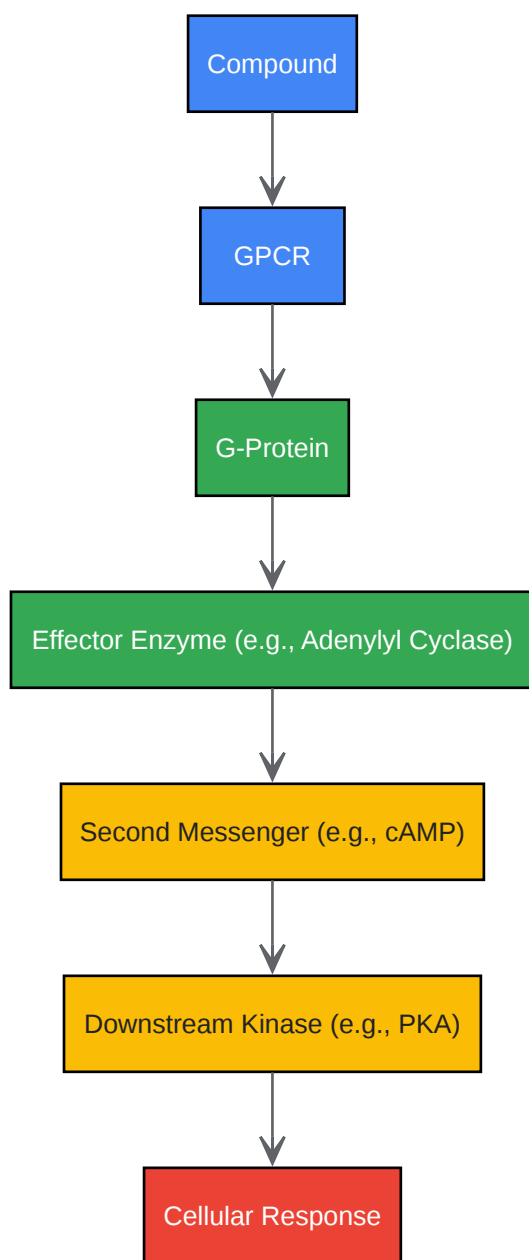 Compound
GPCR
G-Protein
Effector Enzyme (e.g., Adenylyl Cyclase)
Second Messenger (e.g., cAMP)
Downstream Kinase (e.g., PKA)
Cellular Response